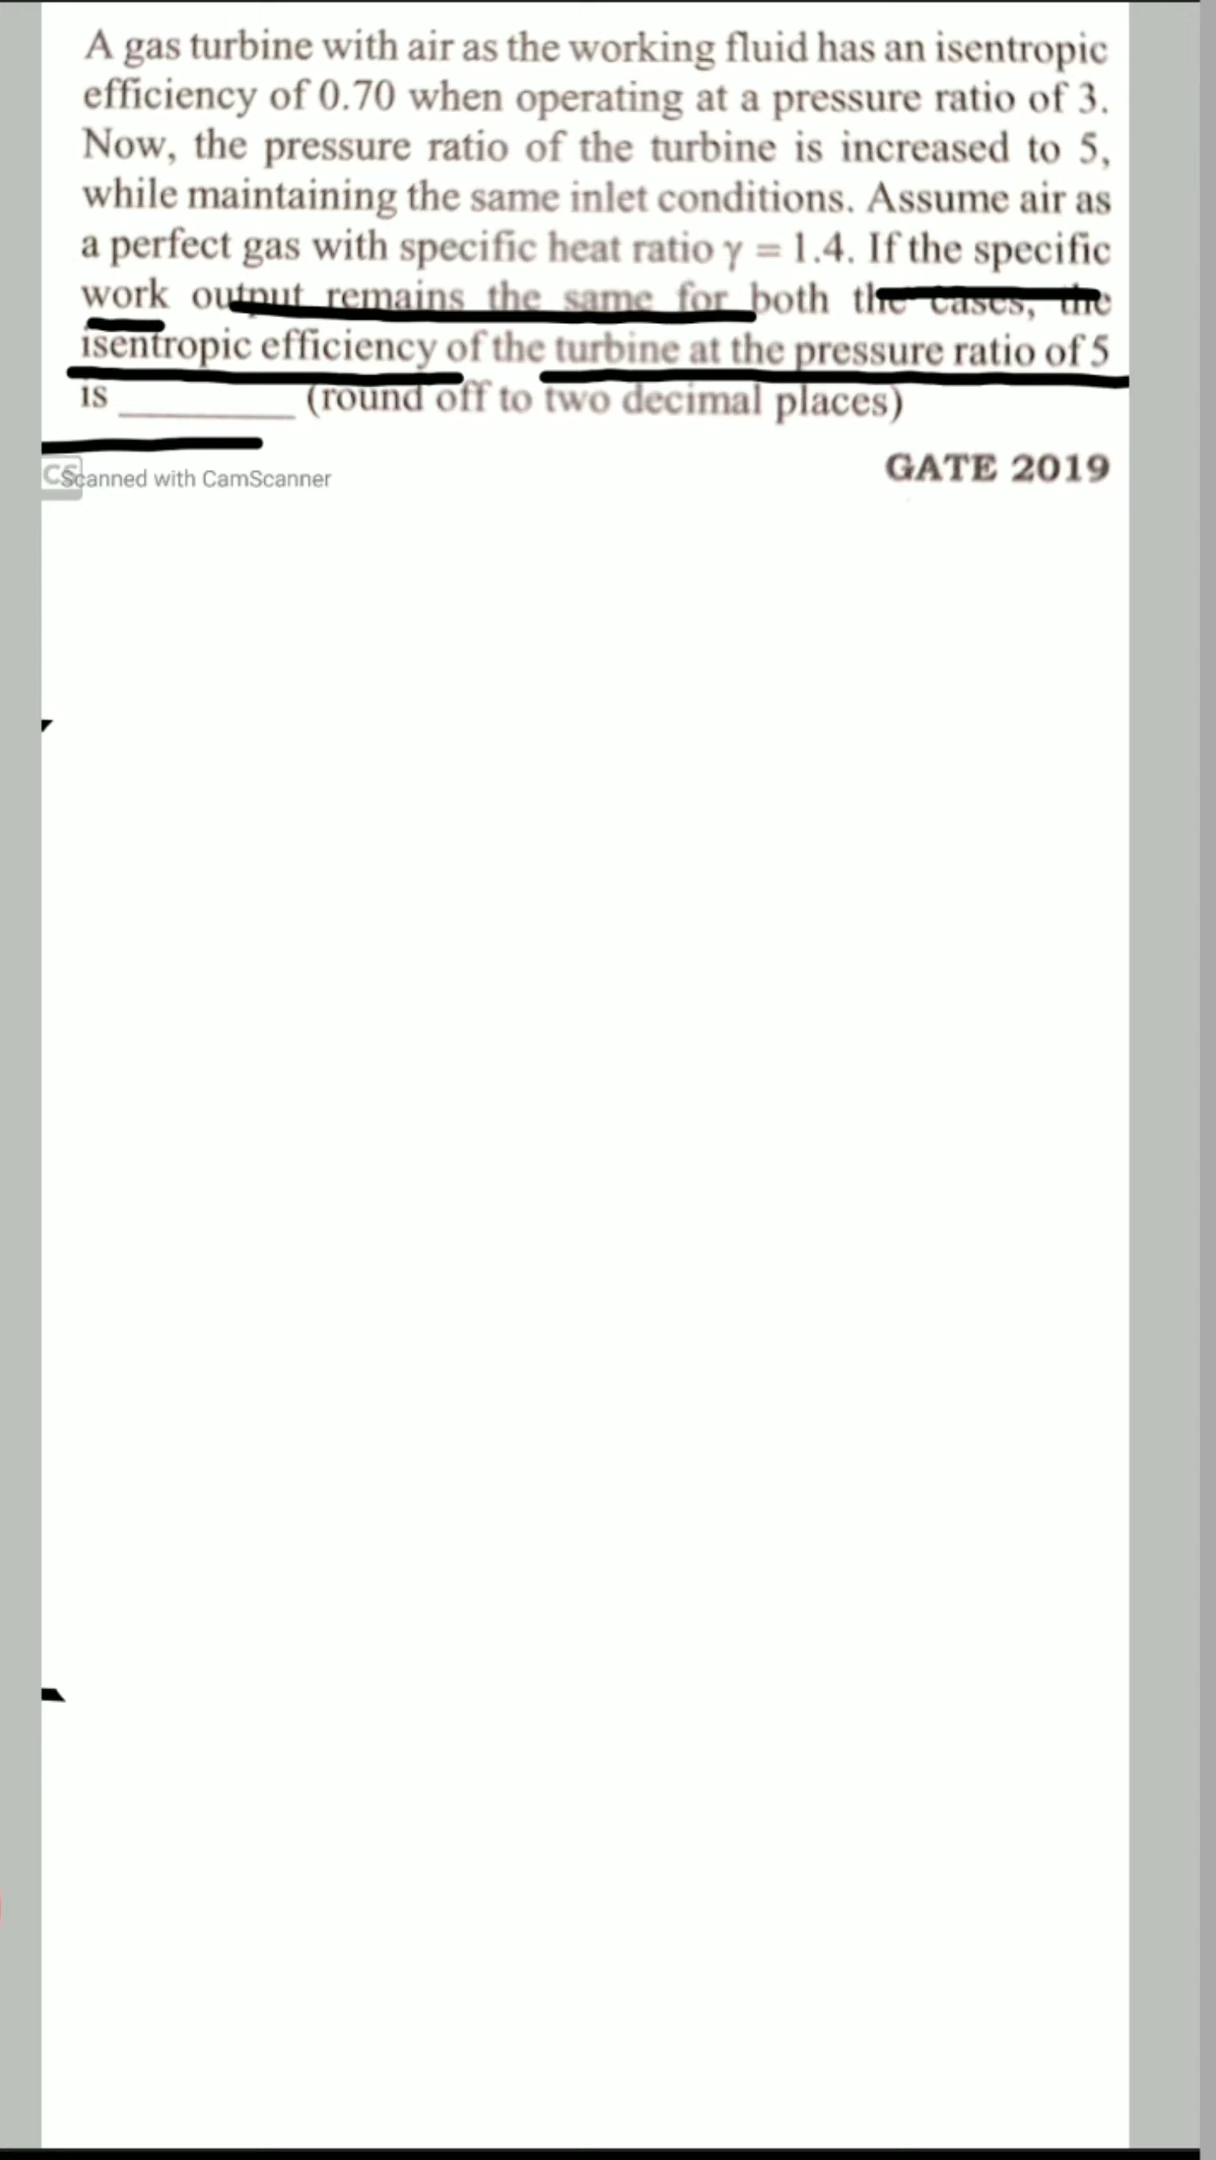 A gas turbine with air as the working fluid has an isentropic
efficiency of 0.70 when operating at a pressure ratio of 3.
Now, the pressure ratio of the turbine is increased to 5,
while maintaining the same inlet conditions. Assume air as
a perfect gas with specific heat ratio γ = 1.4. If the specific
work output remains the same for both the cases, the
isentropic efficiency of the turbine at the pressure ratio of 5
is ________ (round off to two decimal places)
GATE 2019
CS Scanned with CamScanner